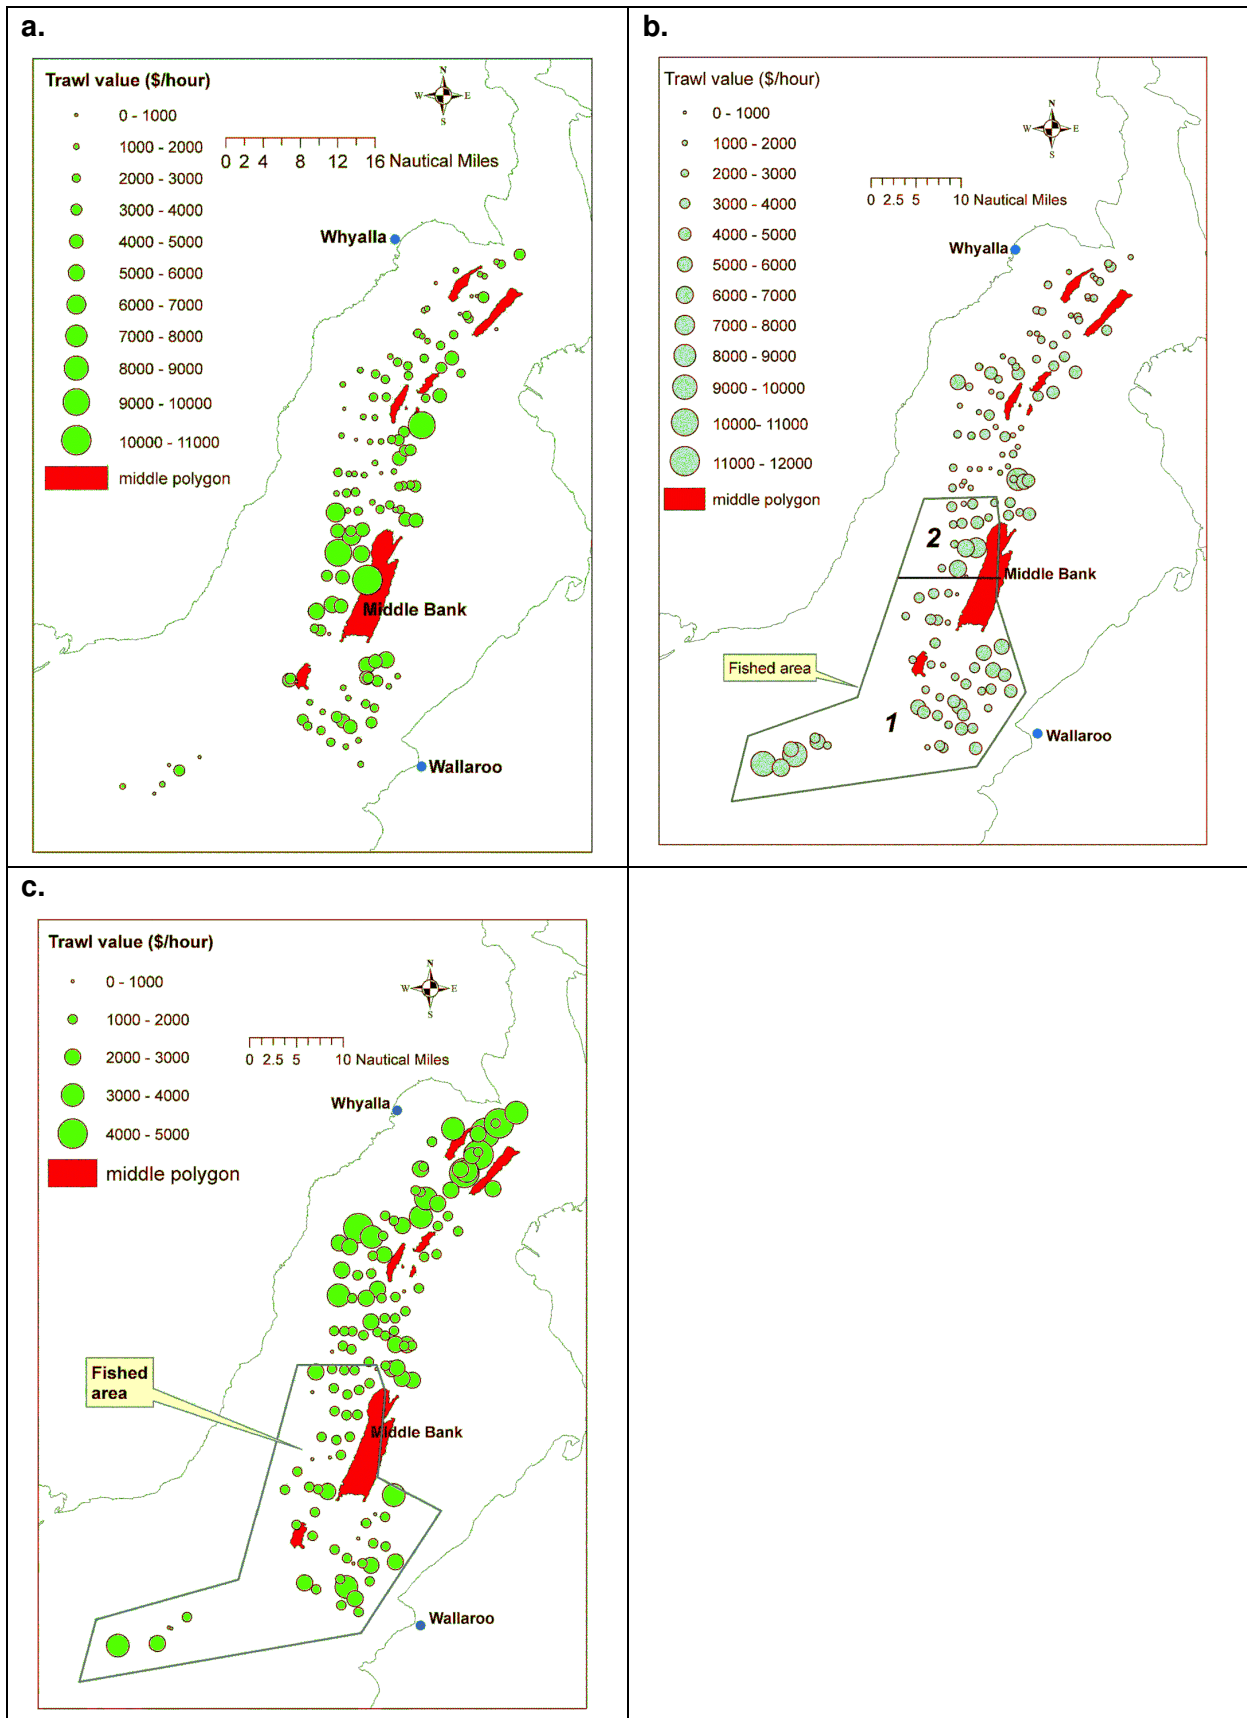 a.
Trawl value ($/hour)
0 - 1000
1000 - 2000
2000 - 3000
3000 - 4000
4000 - 5000
5000 - 6000
6000 - 7000
7000 - 8000
8000 - 9000
9000 - 10000
10000 - 11000
middle polygon
N
W E
S
0 2 4 8 12 16 Nautical Miles
Whyalla
Middle Bank
Wallaroo
b.
Trawl value ($/hour)
0 - 1000
1000 - 2000
2000 - 3000
3000 - 4000
4000 - 5000
5000 - 6000
6000 - 7000
7000 - 8000
8000 - 9000
9000 - 10000
10000- 11000
11000 - 12000
middle polygon
N
W E
S
0 2.5 5 10 Nautical Miles
Whyalla
2
Middle Bank
Fished area
1
Wallaroo
c.
Trawl value ($/hour)
0 - 1000
1000 - 2000
2000 - 3000
3000 - 4000
4000 - 5000
middle polygon
N
W E
S
0 2.5 5 10 Nautical Miles
Whyalla
Fished
area
Middle Bank
Wallaroo